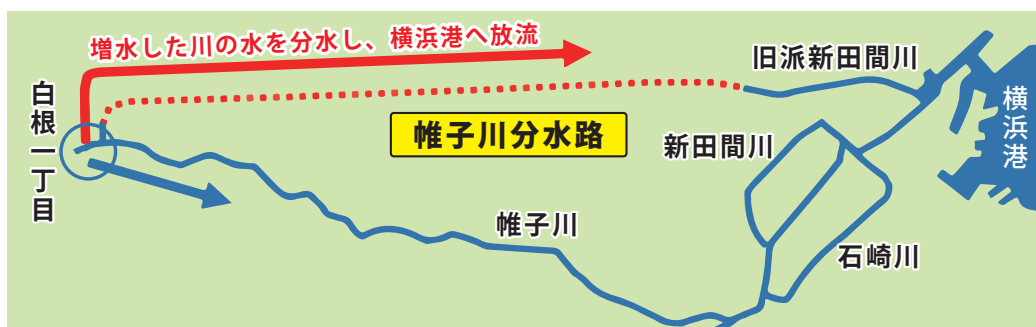 増水した川の水を分水し、横浜港へ放流
旧派新田間川
横浜港
白根一丁目
帷子川分水路
新田間川
帷子川
石崎川